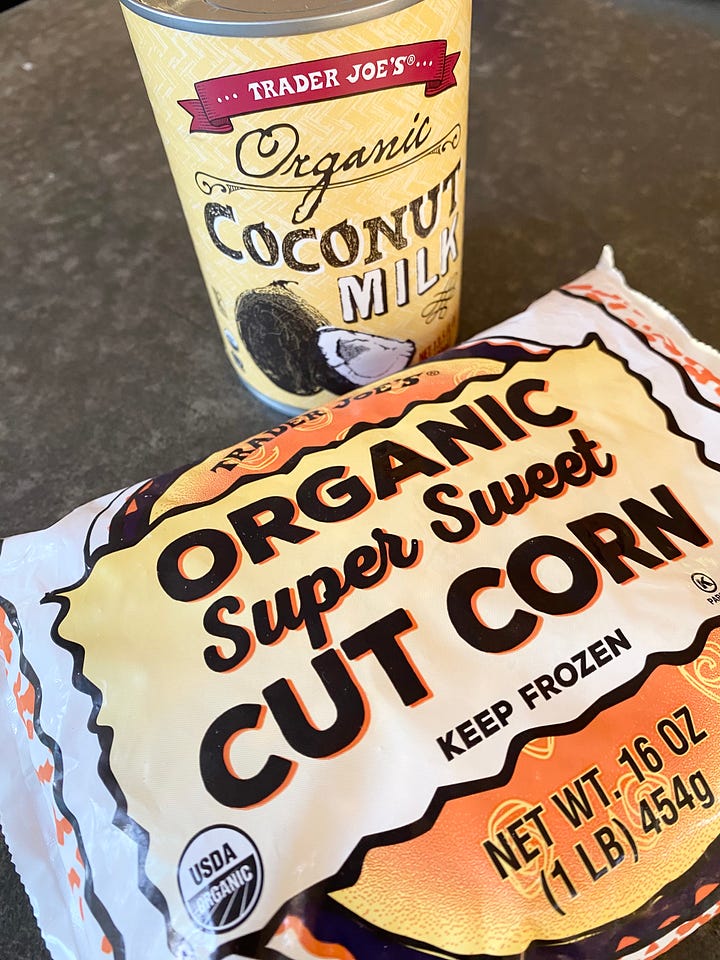 ... TRADER JOE'S® ...
Organic
COCONUT
MILK
TRADER JOE'S®
ORGANIC
Super Sweet
CUT CORN
KEEP FROZEN
K
USDA
ORGANIC
NET WT. 16 OZ
(1 LB) 454g